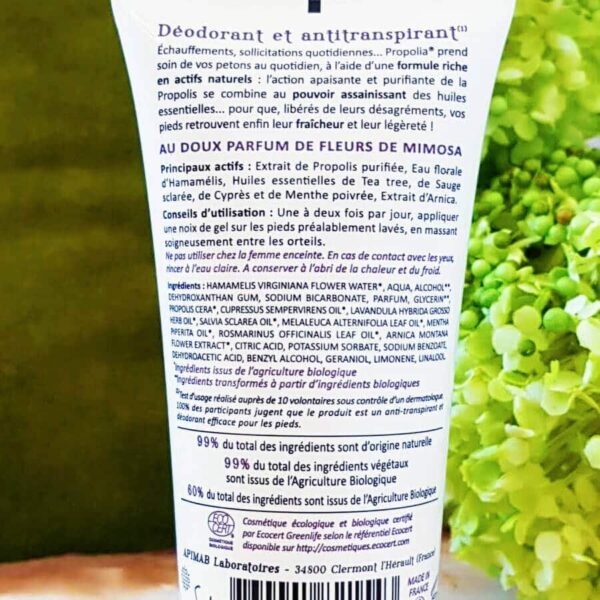 Déodorant et antitranspirant(1)
Échauffements, sollicitations quotidiennes... Propolia® prend
soin de vos petons au quotidien, à l'aide d'une formule riche
en actifs naturels : l'action apaisante et purifiante de la
Propolis se combine au pouvoir assainissant des huiles
essentielles... pour que, libérés de leurs désagréments, vos
pieds retrouvent enfin leur fraîcheur et leur légèreté !
AU DOUX PARFUM DE FLEURS DE MIMOSA
Principaux actifs : Extrait de Propolis purifiée, Eau florale
d'Hamamélis, Huiles essentielles de Tea tree, de Sauge
sclarée, de Cyprès et de Menthe poivrée, Extrait d'Arnica.
Conseils d'utilisation : Une à deux fois par jour, appliquer
une noix de gel sur les pieds préalablement lavés, en massant
soigneusement entre les orteils.
Ne pas utiliser chez la femme enceinte. En cas de contact avec les yeux,
rincer à l'eau claire. A conserver à l'abri de la chaleur et du froid.
Ingrédients : HAMAMELIS VIRGINIANA FLOWER WATER*, AQUA, ALCOHOL**,
DEHYDROXANTHAN GUM, SODIUM BICARBONATE, PARFUM, GLYCERIN**,
PROPOLIS CERA*, CUPRESSUS SEMPERVIRENS OIL*, LAVANDULA HYBRIDA GROSSO
HERB OIL*, SALVIA SCLAREA OIL*, MELALEUCA ALTERNIFOLIA LEAF OIL*, MENTHA
PIPERITA OIL*, ROSMARINUS OFFICINALIS LEAF OIL*, ARNICA MONTANA
FLOWER EXTRACT*, CITRIC ACID, POTASSIUM SORBATE, SODIUM BENZOATE,
DEHYDROACETIC ACID, BENZYL ALCOHOL, GERANIOL, LIMONENE, LINALOOL
*Ingrédients issus de l'agriculture biologique
**Ingrédients transformés à partir d'ingrédients biologiques
(1)Test d'usage réalisé auprès de 10 volontaires sous contrôle d'un dermatologue.
100% des participants jugent que le produit est un anti-transpirant et
déodorant efficace pour les pieds.
99% du total des ingrédients sont d'origine naturelle
99% du total des ingrédients végétaux
sont issus de l'Agriculture Biologique
60% du total des ingrédients sont issus de l'Agriculture Biologique
ECO
CERT
COSMÉTIQUE
BIOLOGIQUE
Cosmétique écologique et biologique certifié
par Ecocert Greenlife selon le référentiel Ecocert
disponible sur http://cosmetiques.ecocert.com
APIMAB Laboratoires - 34800 Clermont l'Hérault (France)
MADE IN
FRANCE